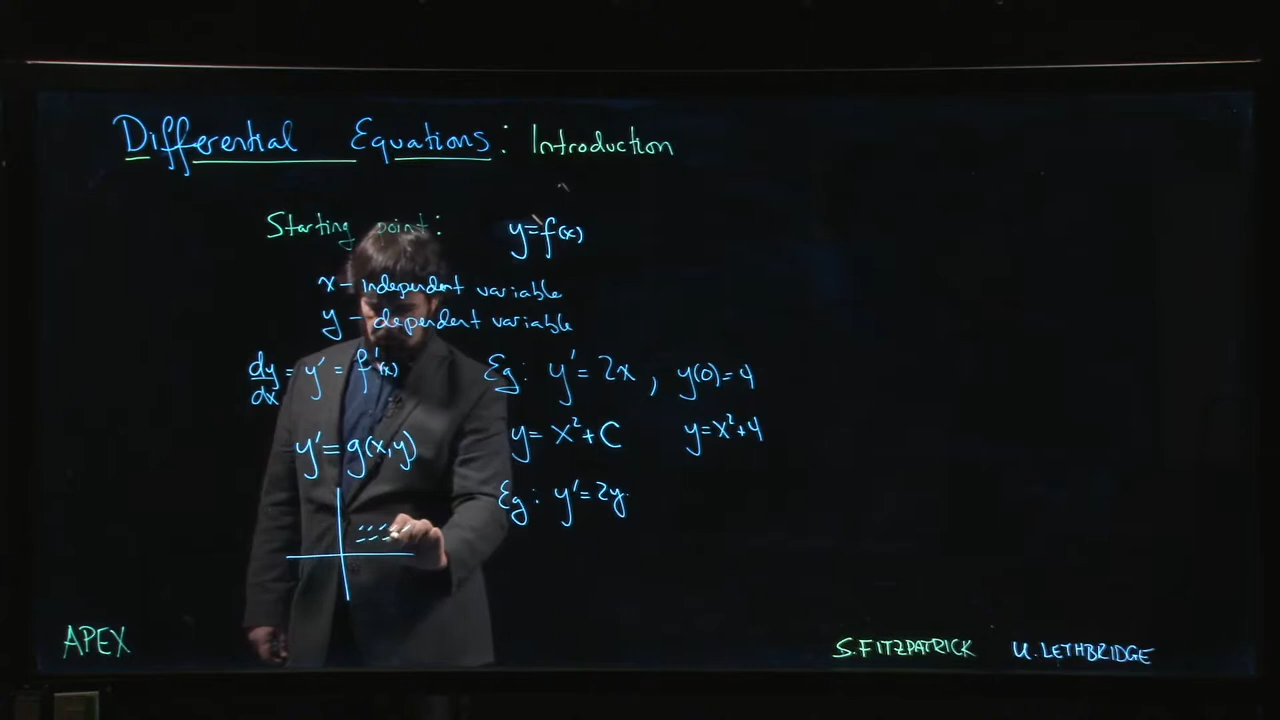 Differential Equations: Introduction
Starting point: y=f(x)
x - independent variable
y - dependent variable
dy/dx = y' = f'(x)
Eg: y' = 2x, y(0)=4
y = x²+C y=x²+4
y' = g(x,y)
Eg: y'=2y
APEX
S.FITZPATRICK U. LETHBRIDGE